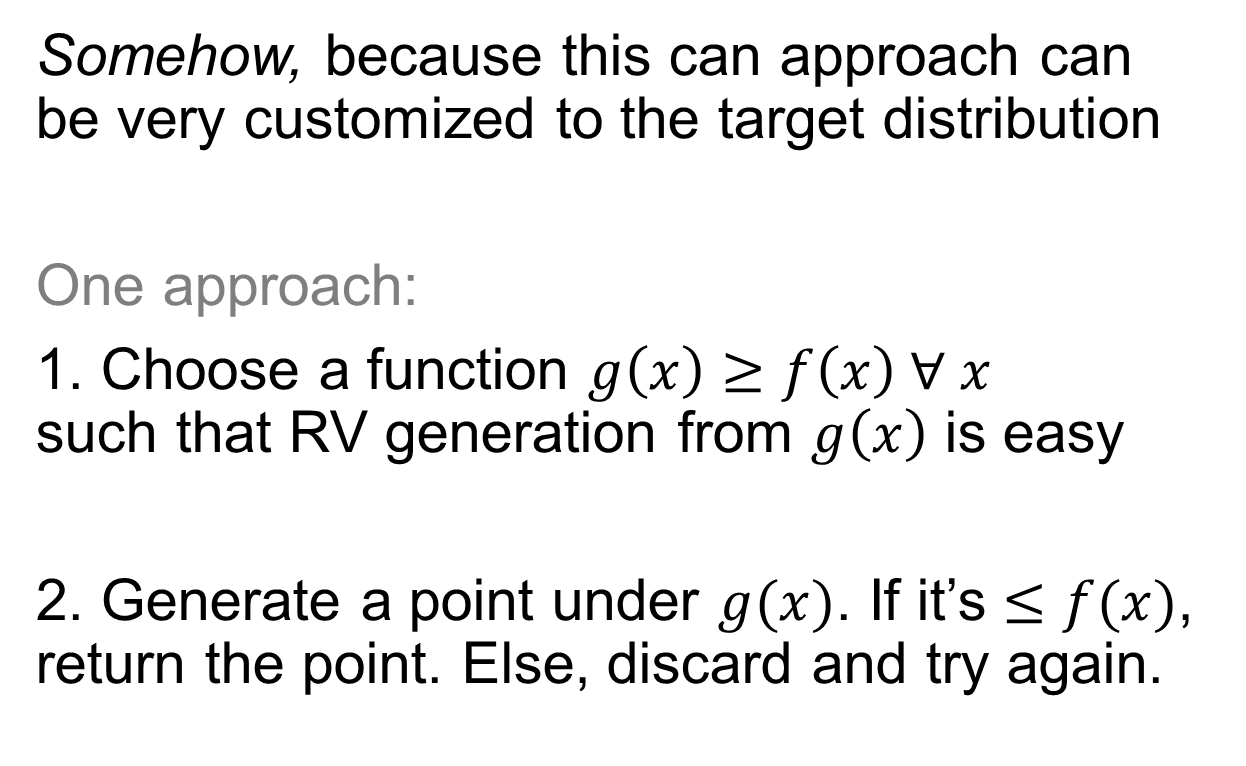 Somehow, because this can approach can
be very customized to the target distribution
One approach:
1. Choose a function g(x) ≥ f(x) ∀ x
such that RV generation from g(x) is easy
2. Generate a point under g(x). If it’s ≤ f(x),
return the point. Else, discard and try again.